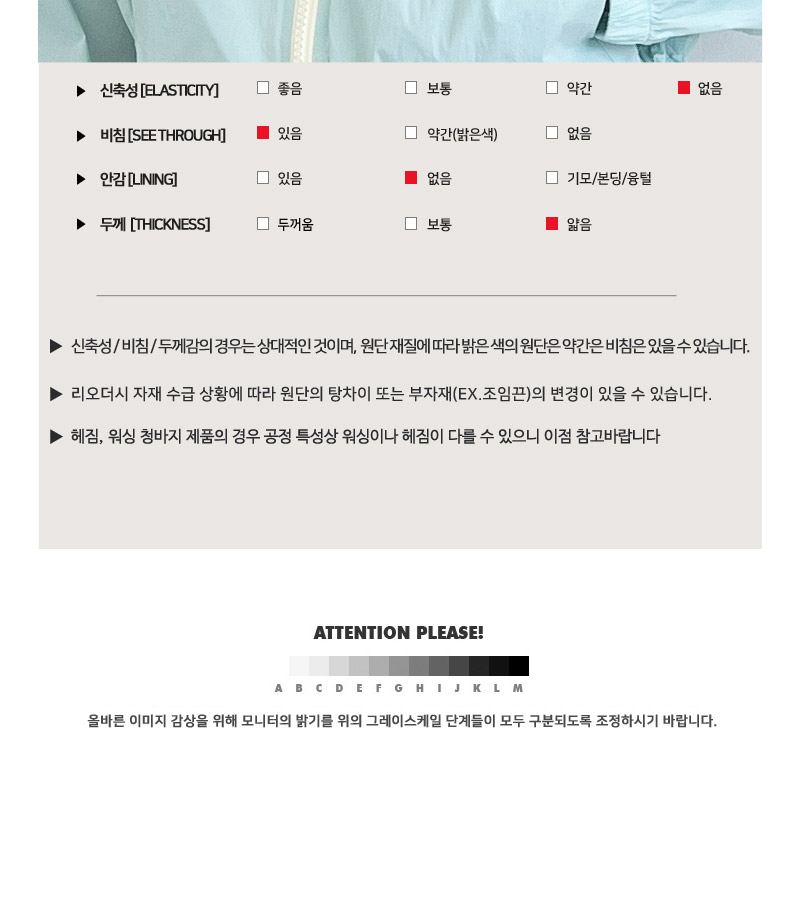 ▶ 신축성 [ELASTICITY] □ 좋음 □ 보통 □ 약간 ■ 없음
▶ 비침 [SEE THROUGH] ■ 있음 □ 약간(밝은색) □ 없음
▶ 안감 [LINING] □ 있음 ■ 없음 □ 기모/본딩/융털
▶ 두께 [THICKNESS] □ 두꺼움 □ 보통 ■ 얇음
▶ 신축성 / 비침 / 두께감의 경우는 상대적인 것이며, 원단 재질에 따라 밝은 색의 원단은 약간은 비침은 있을 수 있습니다.
▶ 리오더시 자재 수급 상황에 따라 원단의 탕차이 또는 부자재(EX.조임끈)의 변경이 있을 수 있습니다.
▶ 헤짐, 워싱 청바지 제품의 경우 공정 특성상 워싱이나 헤짐이 다를 수 있으니 이점 참고바랍니다
ATTENTION PLEASE!
A B C D E F G H I J K L M
올바른 이미지 감상을 위해 모니터의 밝기를 위의 그레이스케일 단계들이 모두 구분되도록 조정하시기 바랍니다.